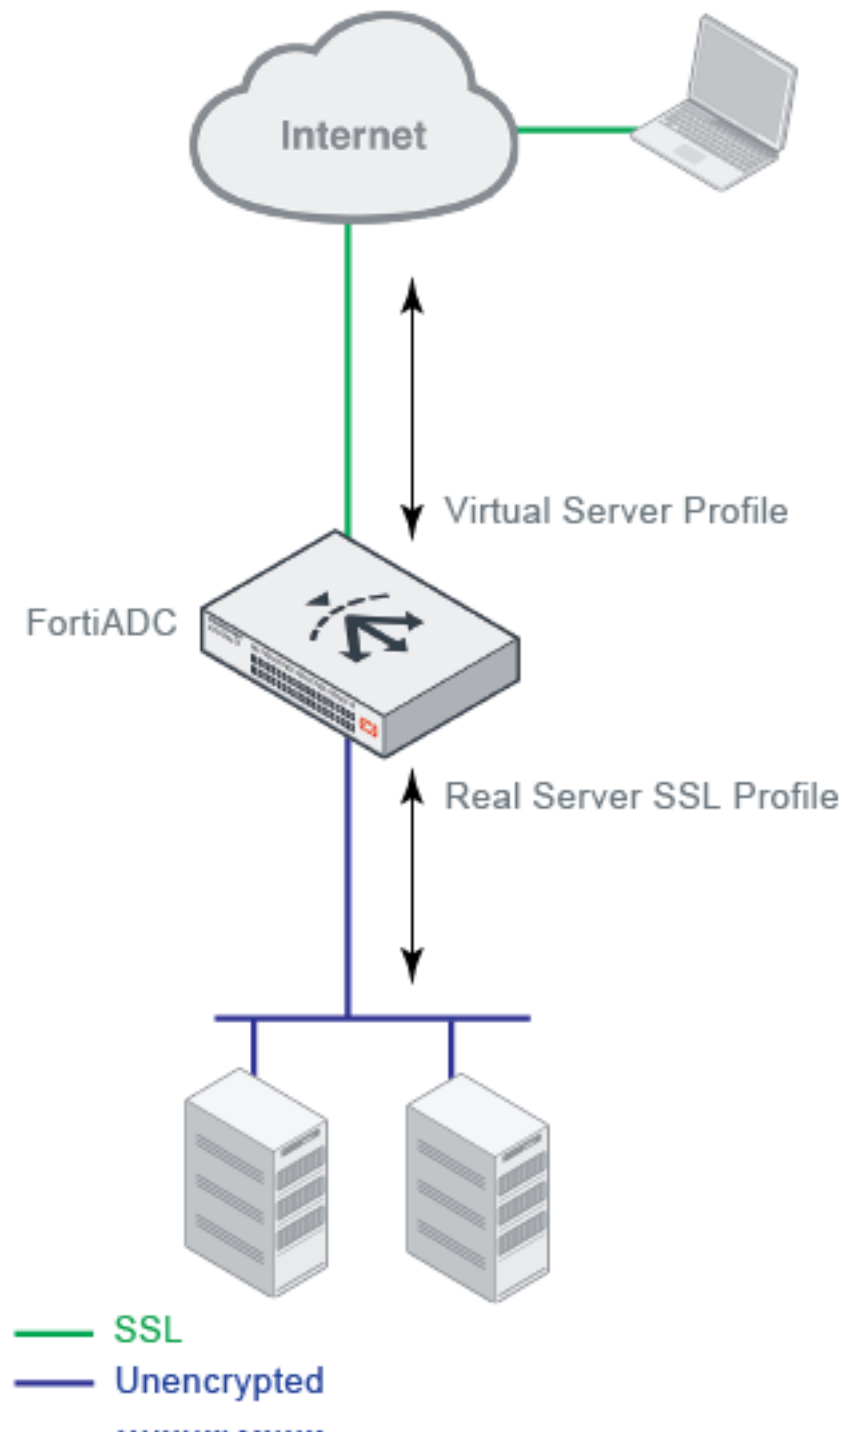 Internet
Virtual Server Profile
FortiADC
Real Server SSL Profile
SSL
Unencrypted